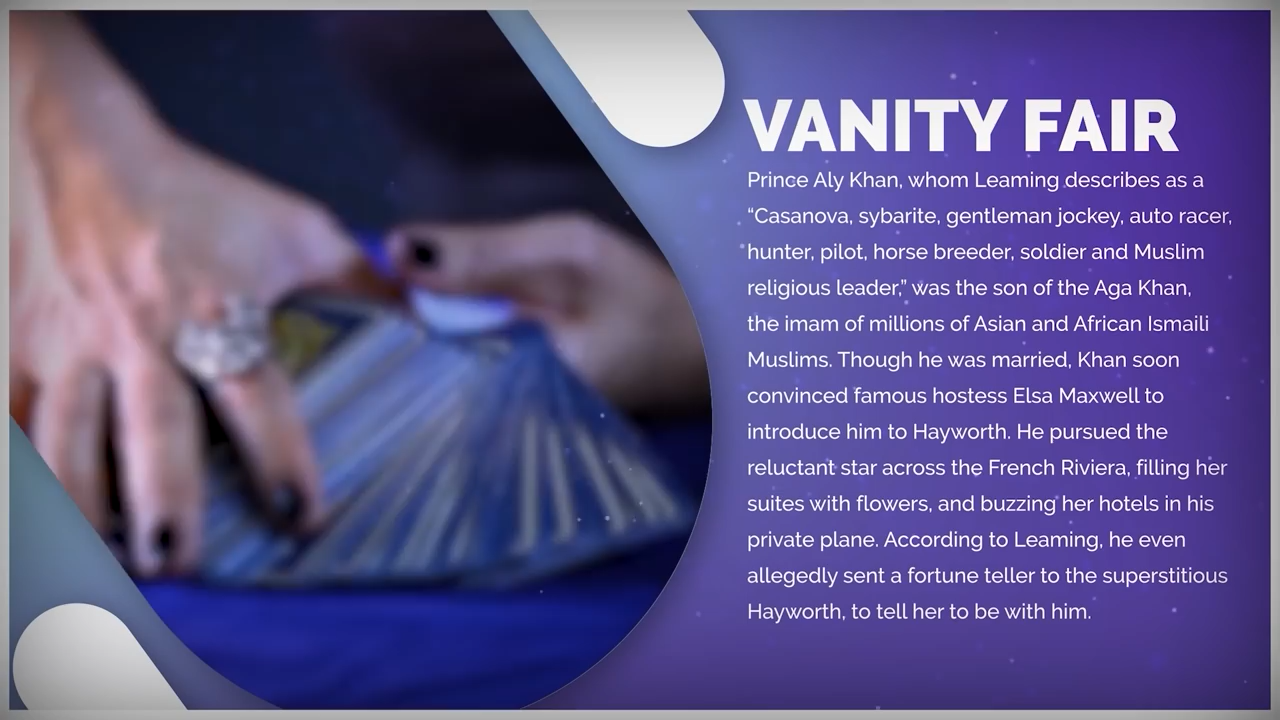 VANITY FAIR
Prince Aly Khan, whom Leaming describes as a
“Casanova, sybarite, gentleman jockey, auto racer,
hunter, pilot, horse breeder, soldier and Muslim
religious leader,” was the son of the Aga Khan,
the imam of millions of Asian and African Ismaili
Muslims. Though he was married, Khan soon
convinced famous hostess Elsa Maxwell to
introduce him to Hayworth. He pursued the
reluctant star across the French Riviera, filling her
suites with flowers, and buzzing her hotels in his
private plane. According to Leaming, he even
allegedly sent a fortune teller to the superstitious
Hayworth, to tell her to be with him.